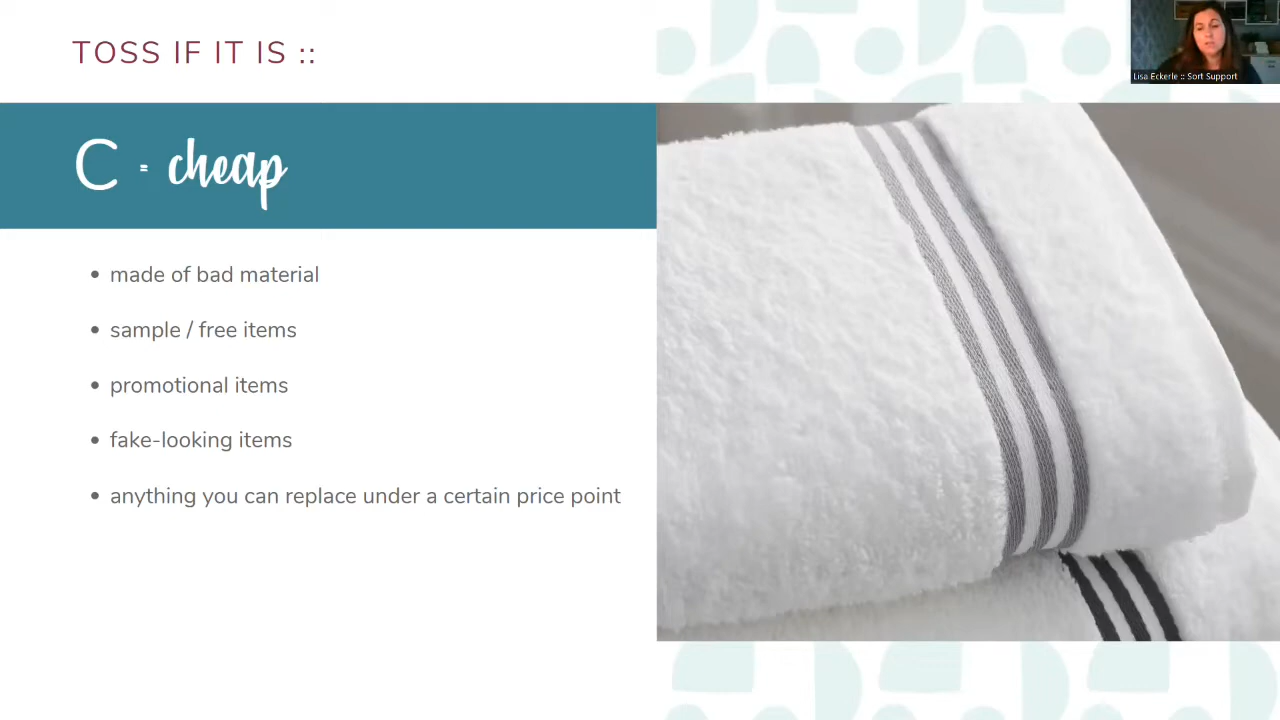 TOSS IF IT IS ::
Lisa Eckerle :: Sort Support
C = cheap
• made of bad material
• sample / free items
• promotional items
• fake-looking items
• anything you can replace under a certain price point